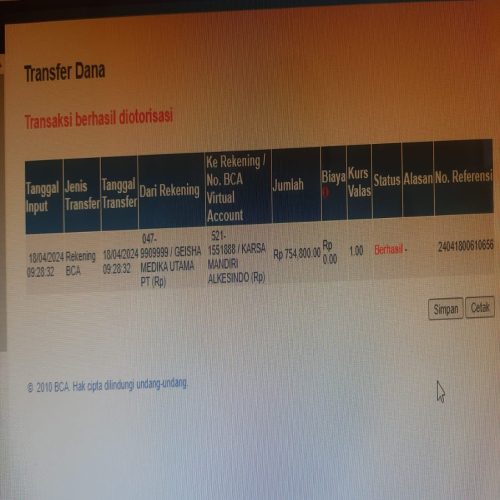 Transfer Dana
Transaksi berhasil diotorisasi
Tanggal Input
Jenis Transfer
Tanggal Transfer
Dari Rekening
Ke Rekening / No. BCA Virtual Account
Jumlah
Biaya
Kurs Valas
Status
Alasan
No. Referensi
18/04/2024 09:28:32
Rekening BCA
18/04/2024 09:28:32
047-9909999 / GEISHA MEDIKA UTAMA PT (Rp)
521-1551888 / KARSA MANDIRI ALKESINDO (Rp)
Rp 754,800.00
Rp 0.00
1.00
Berhasil
-
24041800610656
Simpan
Cetak
© 2010 BCA. Hak cipta dilindungi undang-undang.